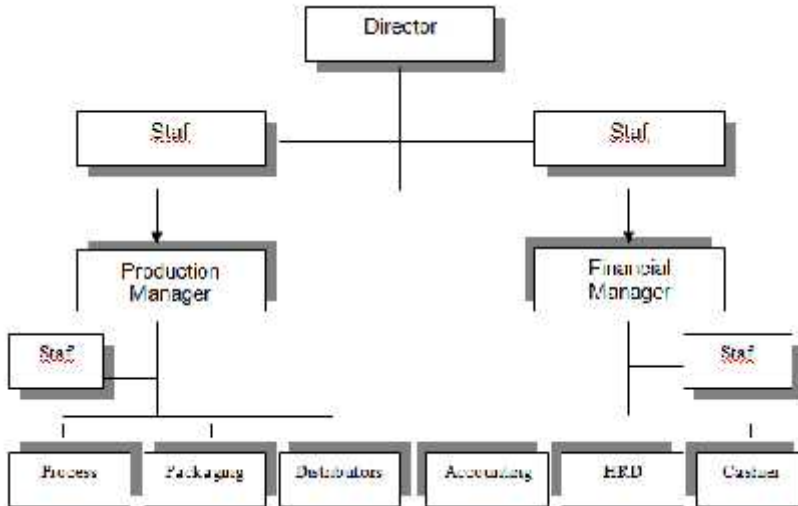 Director
Staf
Staf
Production
Manager
Financial
Manager
Staf
Staf
Process
Packaging
Distributors
Accounting
HRD
Cashier